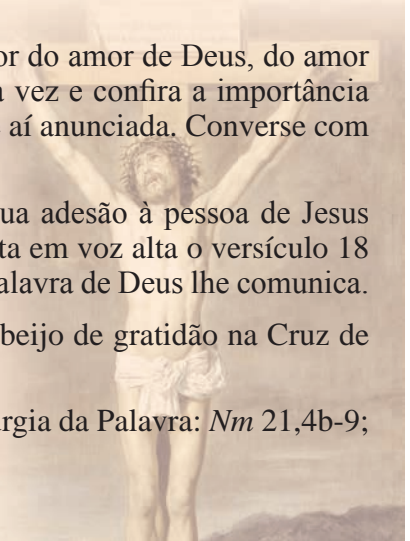 or do amor de Deus, do amor
vez e confira a importância
aí anunciada. Converse com
ua adesão à pessoa de Jesus
ta em voz alta o versículo 18
alavra de Deus lhe comunica.
beijo de gratidão na Cruz de
rgia da Palavra: Nm 21,4b-9;